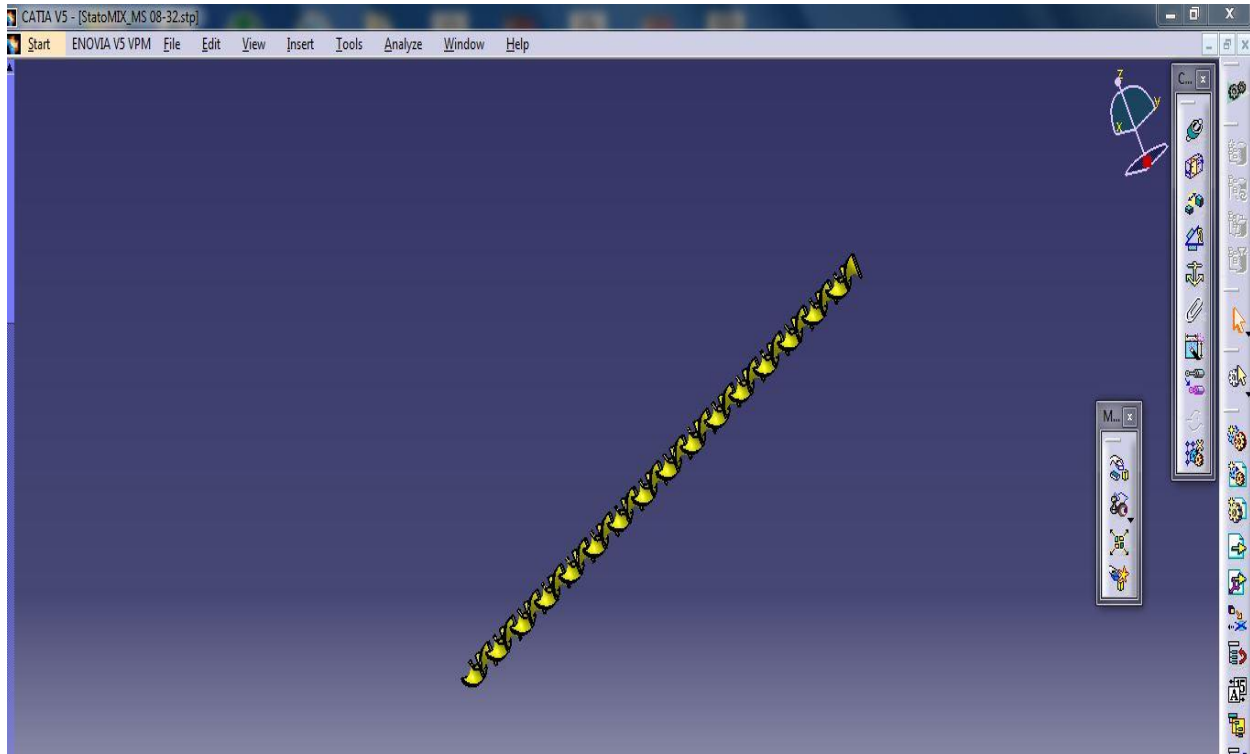 CATIA V5 - [StatoMIX_MS 08-32.stp]
Start ENOVIA V5 VPM File Edit View Insert Tools Analyze Window Help
C...
M...
z
y
x